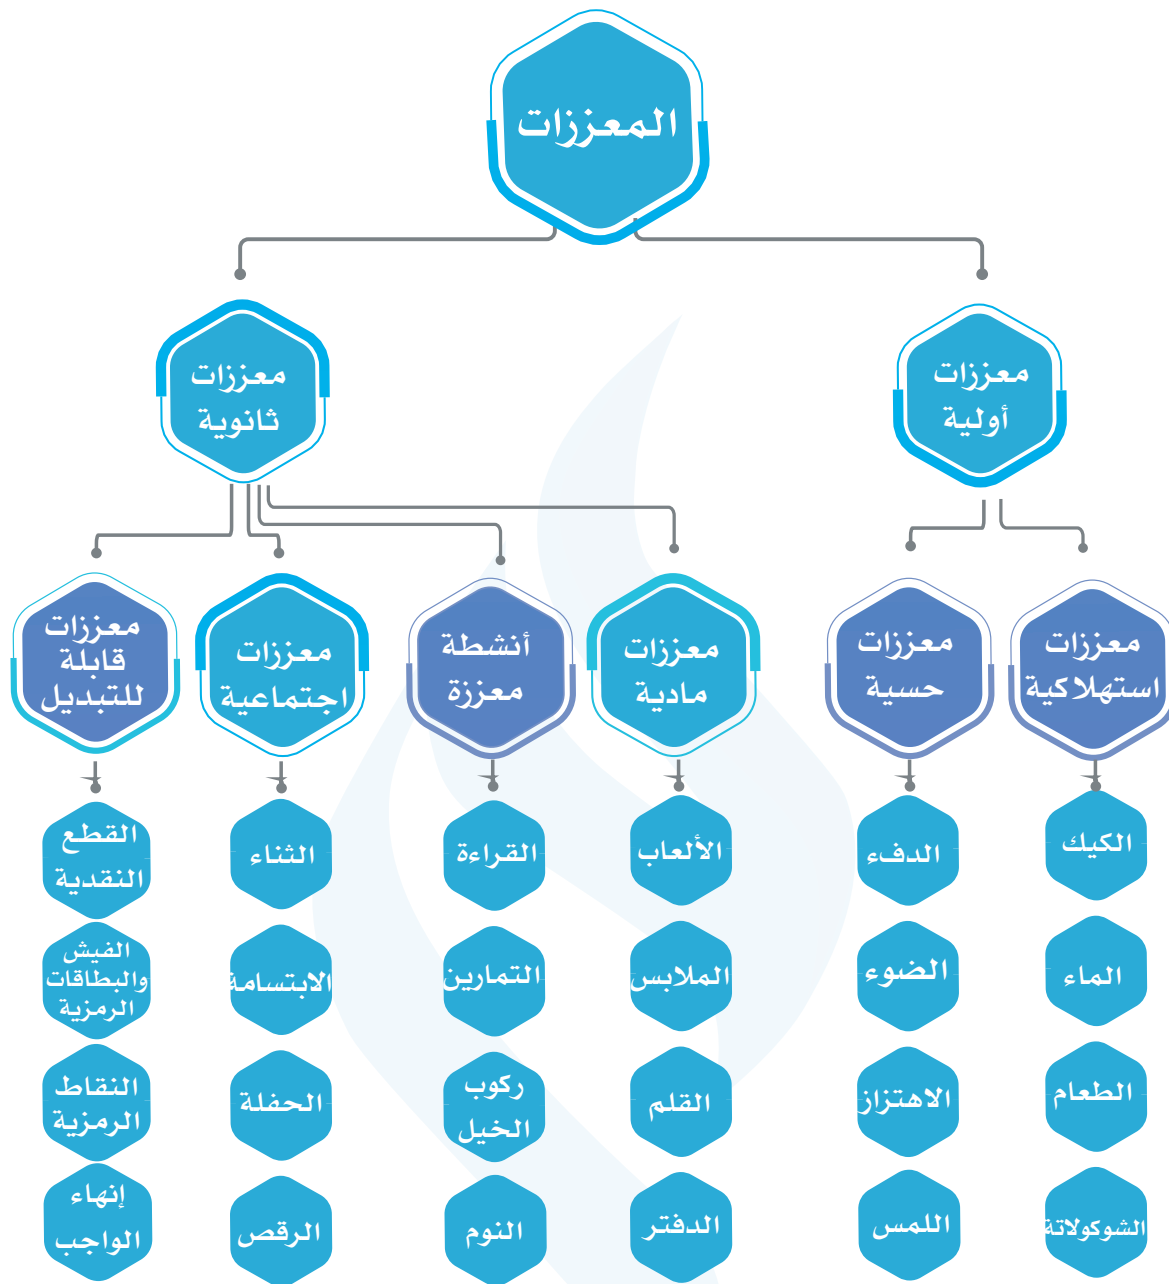 المعززات
معززات
أولية
معززات
ثانوية
معززات
استهلاكية
معززات
حسية
معززات
مادية
أنشطة
معززة
معززات
اجتماعية
معززات
قابلة
للتبديل
الكيك
الدفء
الألعاب
القراءة
الثناء
القطع
النقدية
الماء
الضوء
الملابس
التمارين
الابتسامة
الفيش
والبطاقات
الرمزية
الطعام
الاهتزاز
القلم
ركوب
الخيل
الحفلة
النقاط
الرمزية
الشوكولاتة
اللمس
الدفتر
النوم
الرقص
إنهاء
الواجب